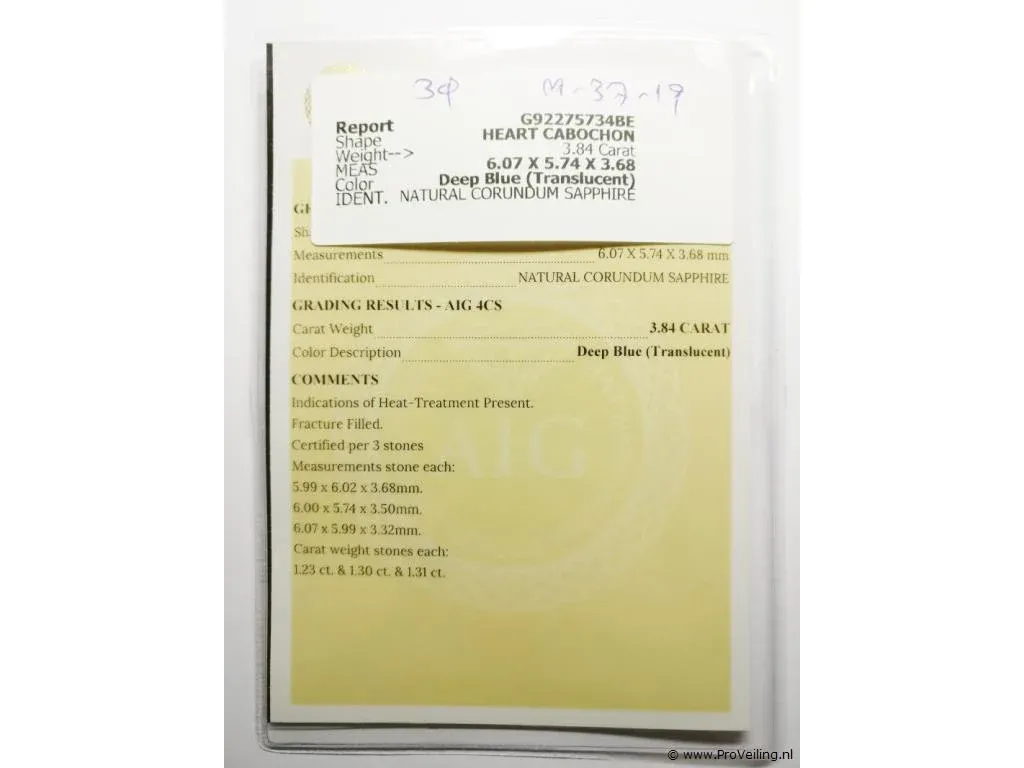 M-37-19
Report G92275734BE
Shape HEART CABOCHON
Weight--> 3.84 Carat
MEAS 6.07 X 5.74 X 3.68
Color Deep Blue (Translucent)
IDENT. NATURAL CORUNDUM SAPPHIRE
Measurements 6.07 X 5.74 X 3.68 mm
Identification NATURAL CORUNDUM SAPPHIRE
GRADING RESULTS - AIG 4CS
Carat Weight 3.84 CARAT
Color Description Deep Blue (Translucent)
COMMENTS
Indications of Heat-Treatment Present.
Fracture Filled.
Certified per 3 stones
Measurements stone each:
5.99 x 6.02 x 3.68mm.
6.00 x 5.74 x 3.50mm.
6.07 x 5.99 x 3.32mm.
Carat weight stones each:
1.23 ct. & 1.30 ct. & 1.31 ct.
AIG
© www.ProVeiling.nl